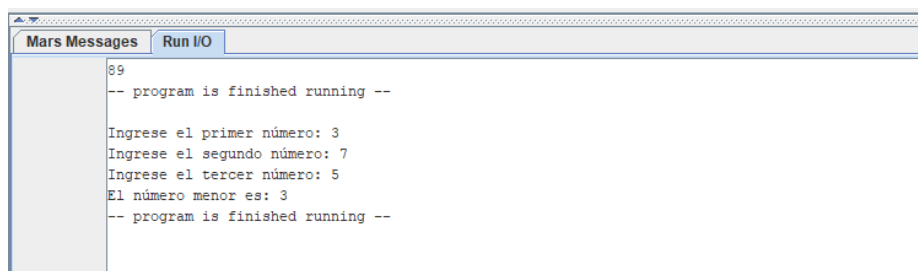 Mars Messages Run I/O
89
-- program is finished running --
Ingrese el primer número: 3
Ingrese el segundo número: 7
Ingrese el tercer número: 5
El número menor es: 3
-- program is finished running --